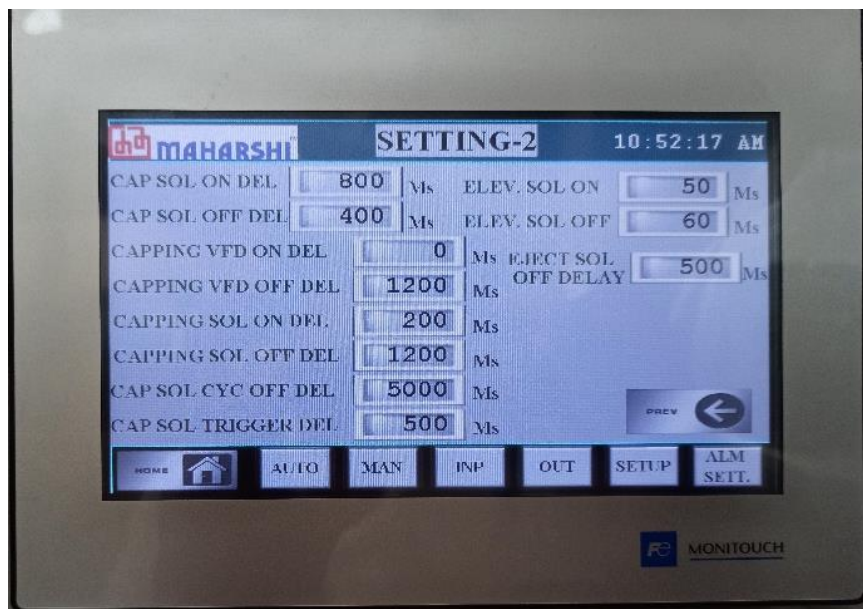 MAHARSHI SETTING-2 10:52:17 AM
CAP SOL ON DEL 800 Ms
CAP SOL OFF DEL 400 Ms
CAPPING VFD ON DEL 0 Ms
CAPPING VFD OFF DEL 1200 Ms
CAPPING SOL ON DEL 200 Ms
CAPPING SOL OFF DEL 1200 Ms
CAP SOL CYC OFF DEL 5000 Ms
CAP SOL TRIGGER DEL 500 Ms
ELEV. SOL ON 50 Ms
ELEV. SOL OFF 60 Ms
EJECT SOL
OFF DELAY 500 Ms
PREV
HOME AUTO MAN INP OUT SETUP ALM
SETT.
Fe MONITOUCH